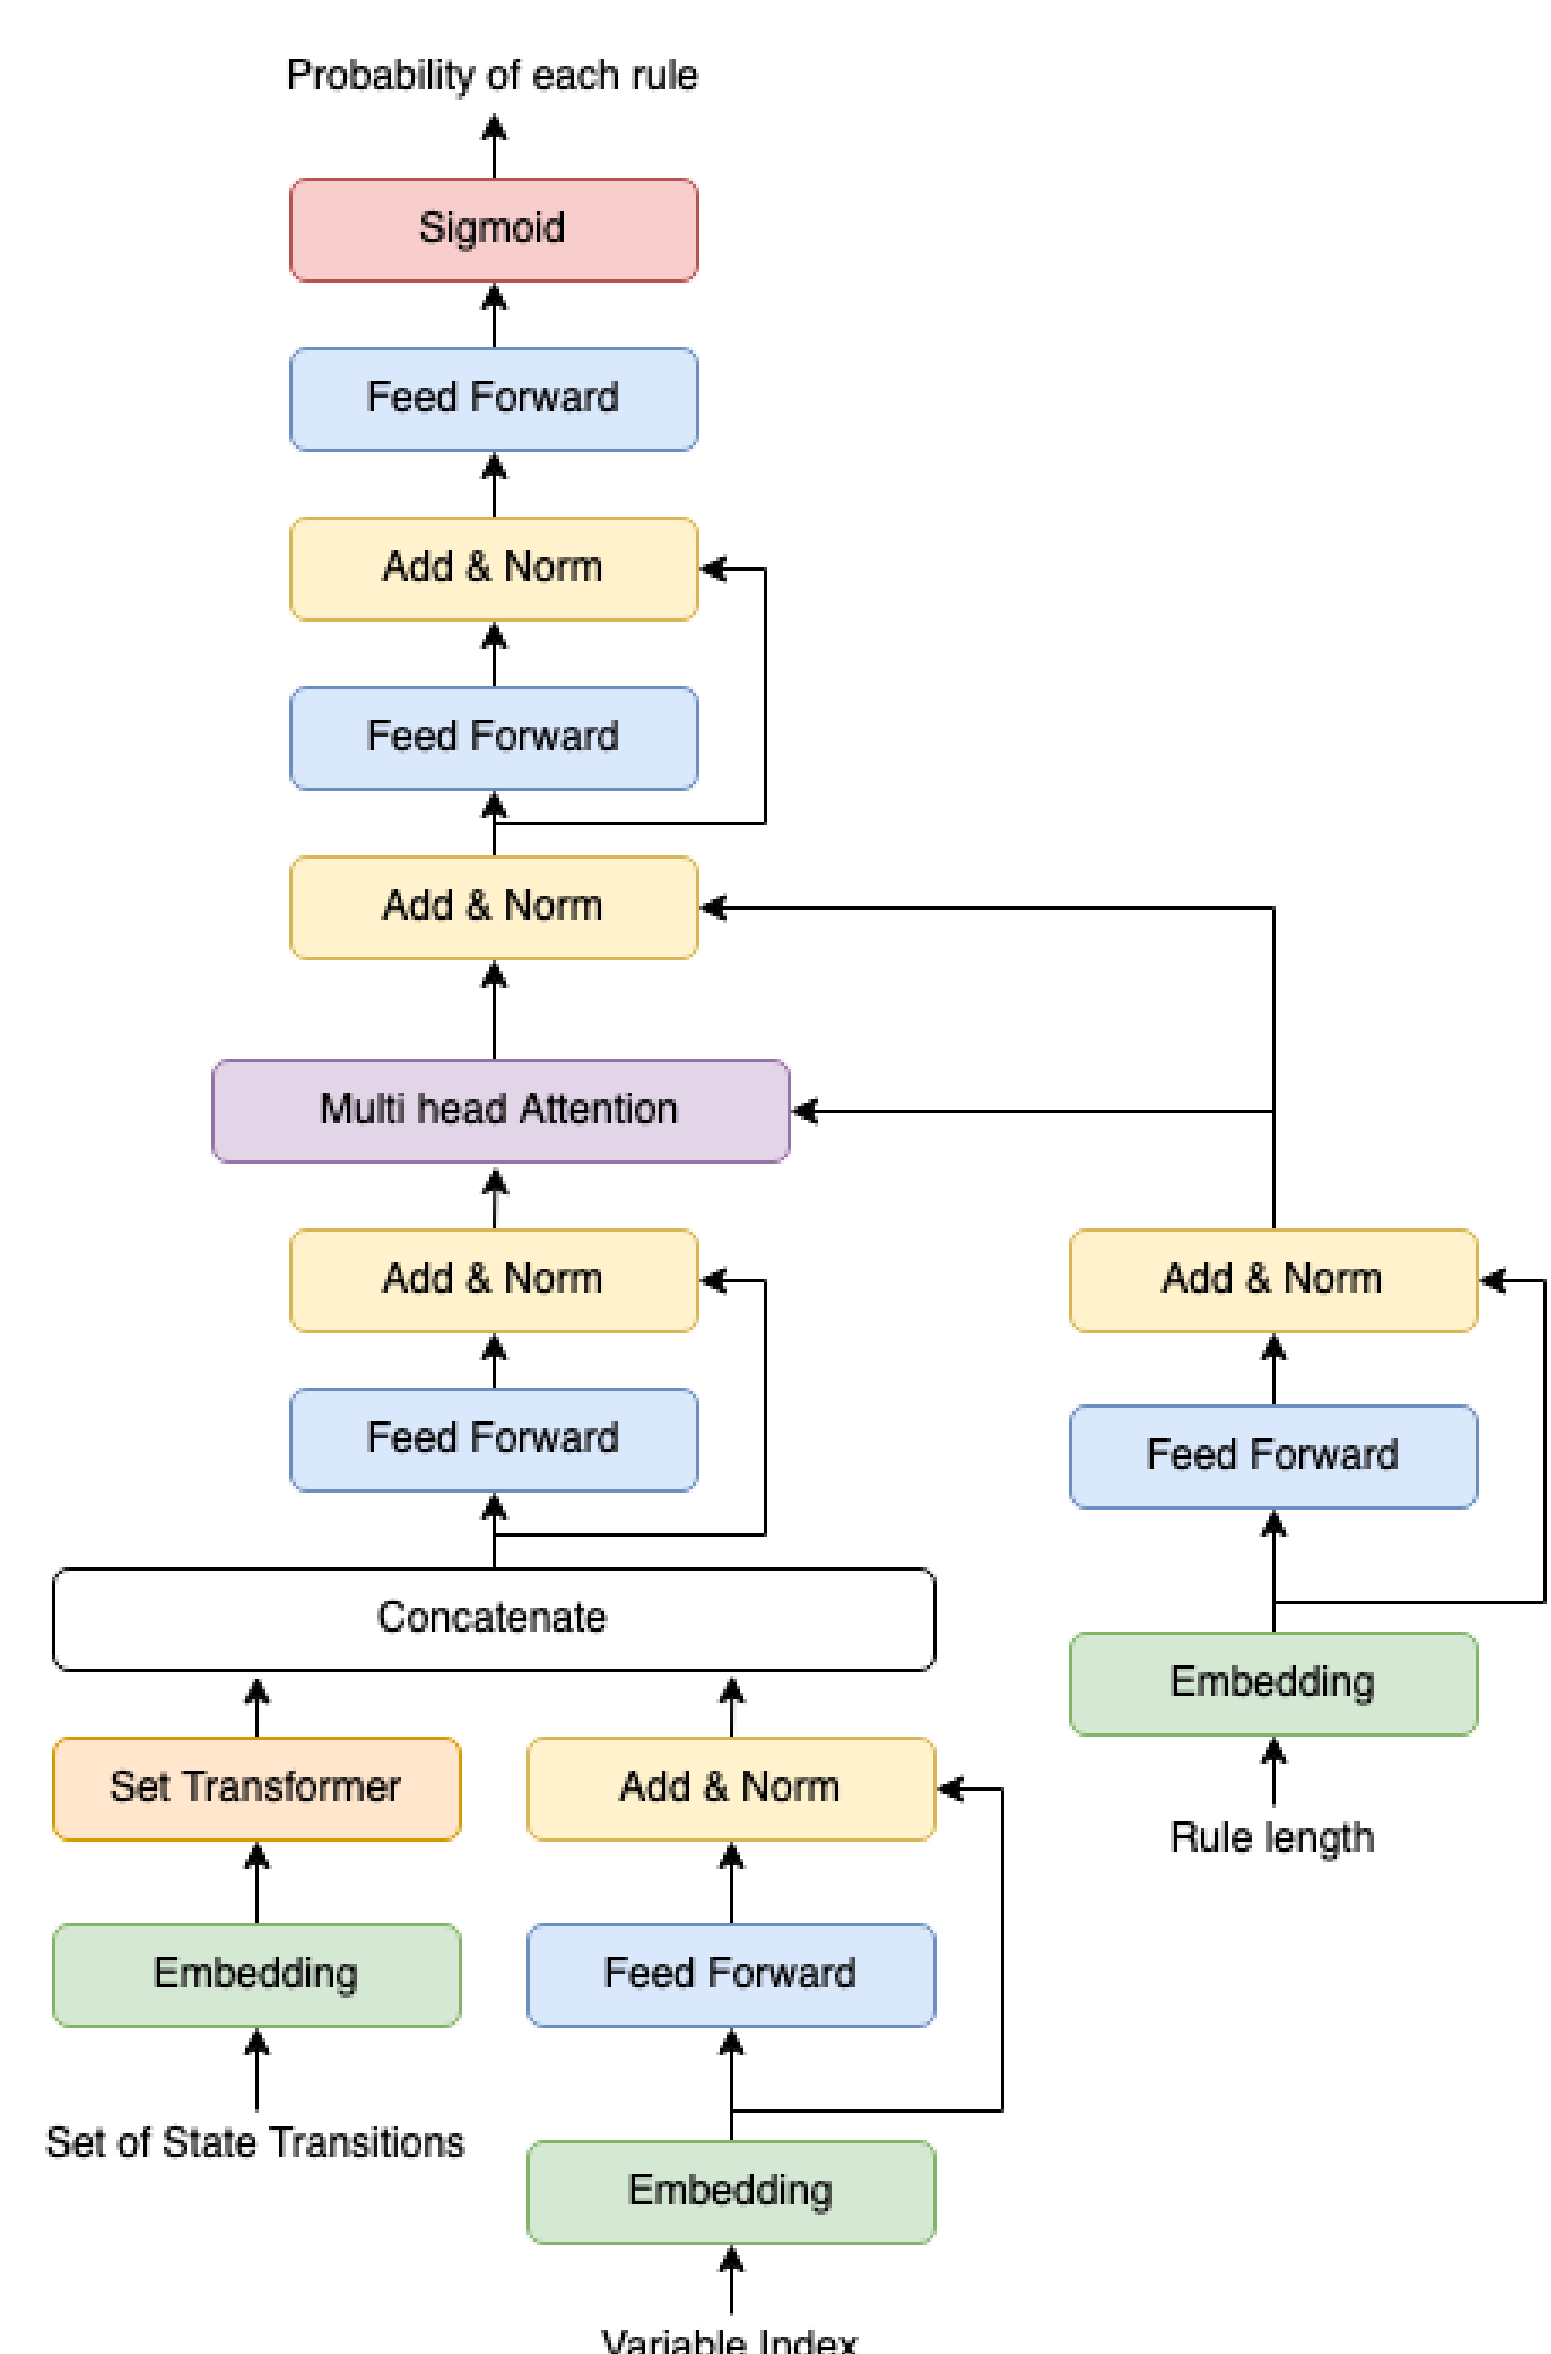 Probability of each rule
Sigmoid
Feed Forward
Add & Norm
Feed Forward
Add & Norm
Multi head Attention
Add & Norm
Add & Norm
Feed Forward
Feed Forward
Concatenate
Embedding
Set Transformer
Add & Norm
Rule length
Embedding
Feed Forward
Set of State Transitions
Embedding
Variable Index